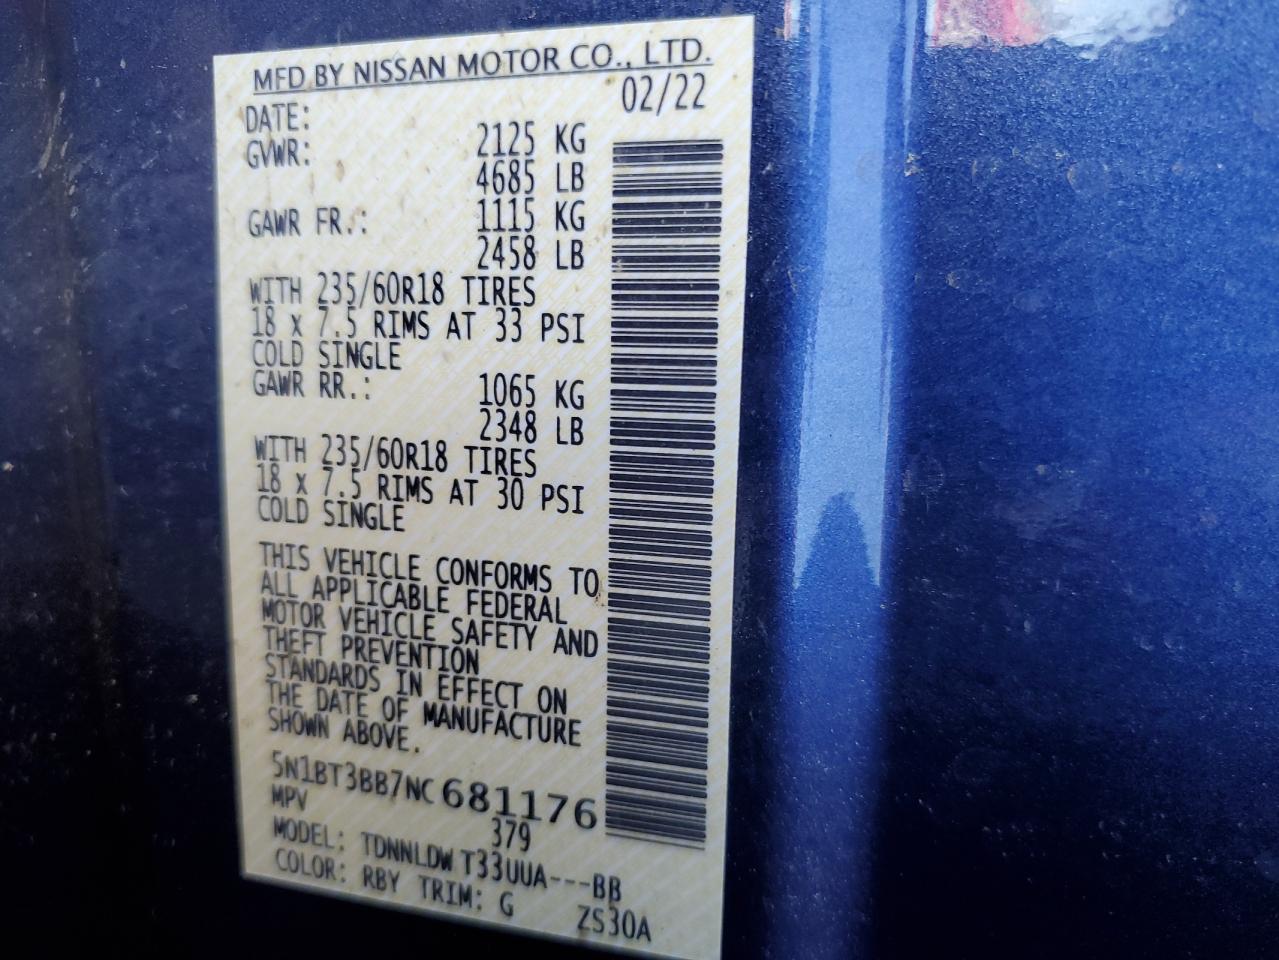 MFD BY NISSAN MOTOR CO., LTD.
DATE: 02/22
GVWR: 2125 KG
4685 LB
GAWR FR.: 1115 KG
2458 LB
WITH 235/60R18 TIRES
18 x 7.5 RIMS AT 33 PSI
COLD SINGLE
GAWR RR.: 1065 KG
2348 LB
WITH 235/60R18 TIRES
18 x 7.5 RIMS AT 30 PSI
COLD SINGLE
THIS VEHICLE CONFORMS TO
ALL APPLICABLE FEDERAL
MOTOR VEHICLE SAFETY AND
THEFT PREVENTION
STANDARDS IN EFFECT ON
THE DATE OF MANUFACTURE
SHOWN ABOVE.
5N1BT3BB7NC681176
MPV 379
MODEL: TDNNLDW T33UUA---BB
COLOR: RBY TRIM: G ZS30A